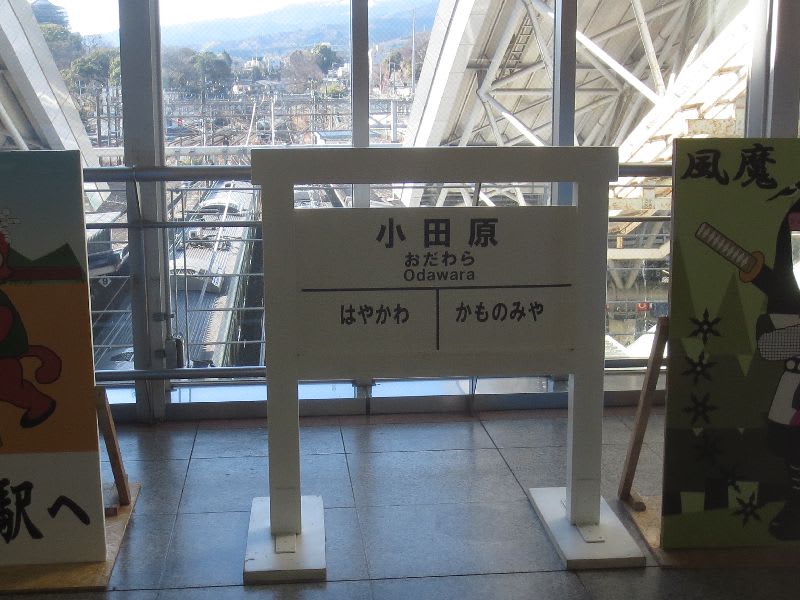 小田原
おだわら
Odawara
はやかわ
かものみや
駅へ
風魔